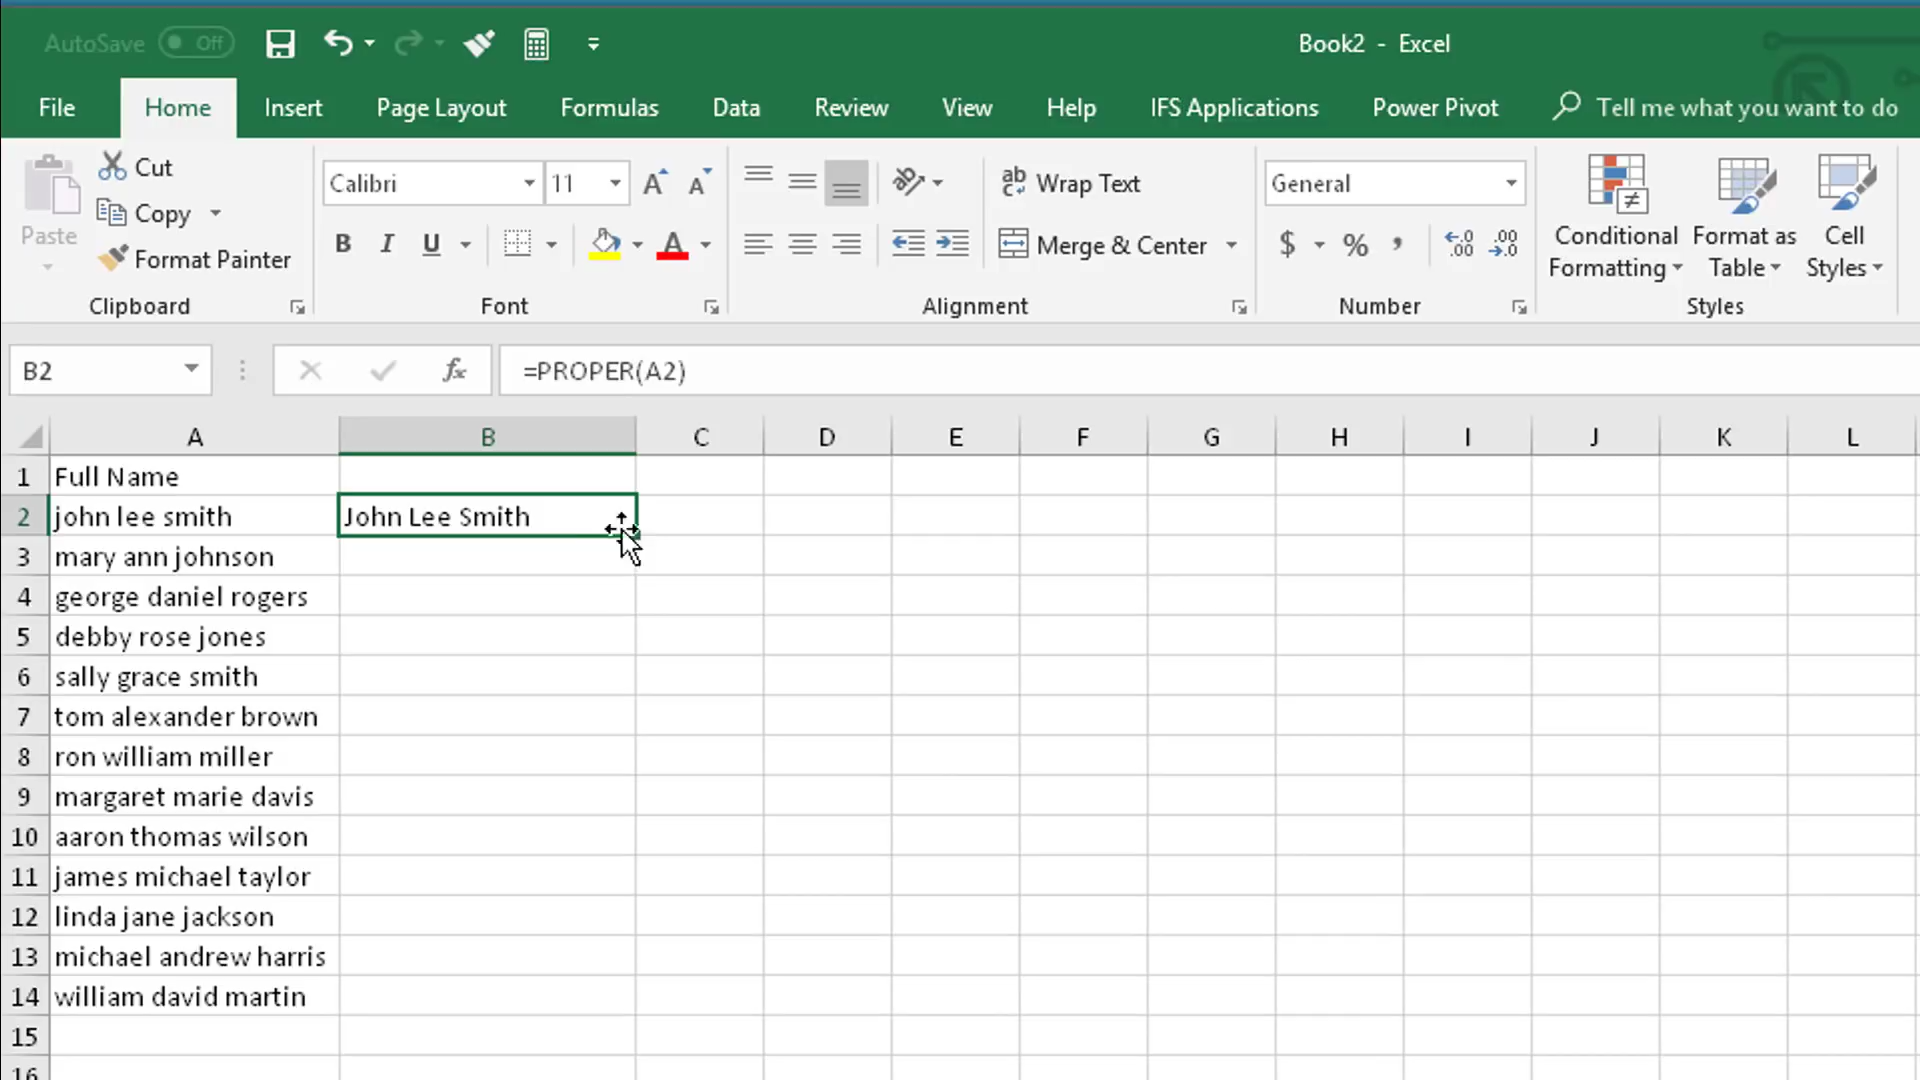 AutoSave Off
Book2 - Excel
File Home Insert Page Layout Formulas Data Review View Help IFS Applications Power Pivot Tell me what you want to do
Paste
Cut
Copy
Format Painter
Clipboard
Calibri 11
B I U A
Font
ab Wrap Text
Merge & Center
Alignment
General
$ % ,
Number
Conditional Formatting
Format as Table
Cell Styles
Styles
B2 fx =PROPER(A2)
A B C D E F G H I J K L
1 Full Name
2 john lee smith John Lee Smith
3 mary ann johnson
4 george daniel rogers
5 debby rose jones
6 sally grace smith
7 tom alexander brown
8 ron william miller
9 margaret marie davis
10 aaron thomas wilson
11 james michael taylor
12 linda jane jackson
13 michael andrew harris
14 william david martin
15
16